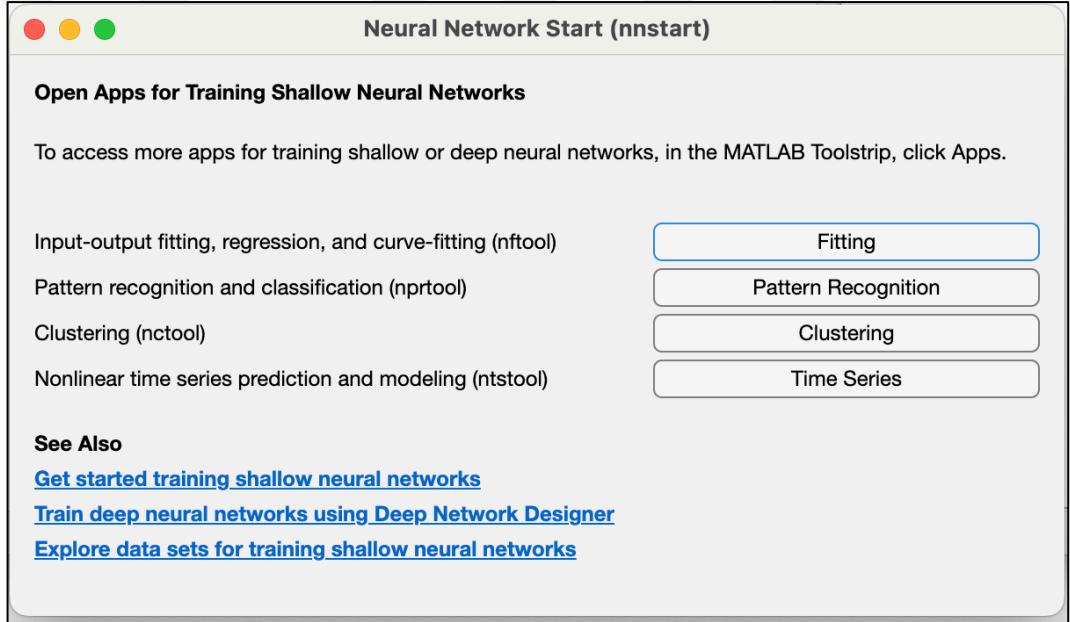 Neural Network Start (nnstart)
Open Apps for Training Shallow Neural Networks
To access more apps for training shallow or deep neural networks, in the MATLAB Toolstrip, click Apps.
Input-output fitting, regression, and curve-fitting (nftool) Fitting
Pattern recognition and classification (nprtool) Pattern Recognition
Clustering (nctool) Clustering
Nonlinear time series prediction and modeling (ntstool) Time Series
See Also
Get started training shallow neural networks
Train deep neural networks using Deep Network Designer
Explore data sets for training shallow neural networks